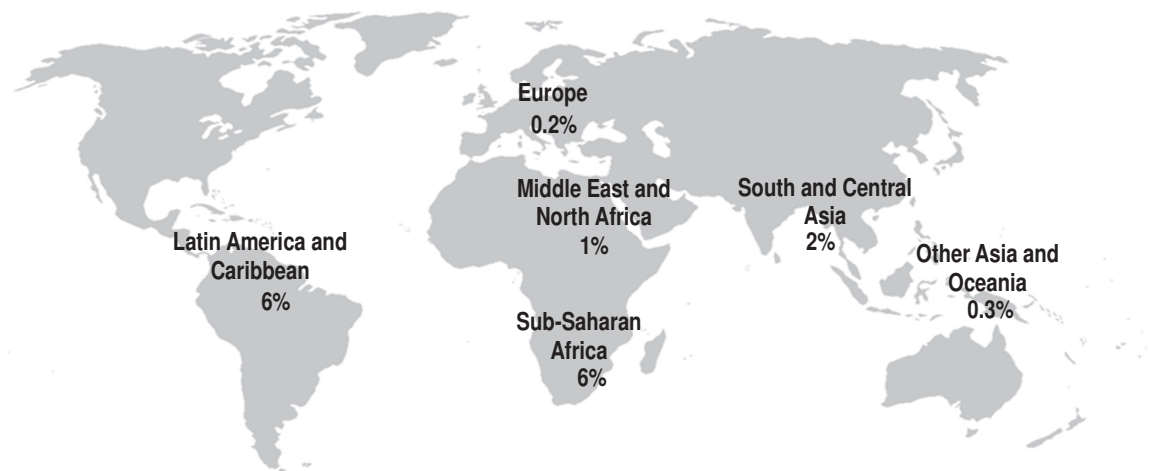 Europe
0.2%
Middle East and
North Africa
1%
South and Central
Asia
2%
Latin America and
Caribbean
6%
Other Asia and
Oceania
0.3%
Sub-Saharan
Africa
6%